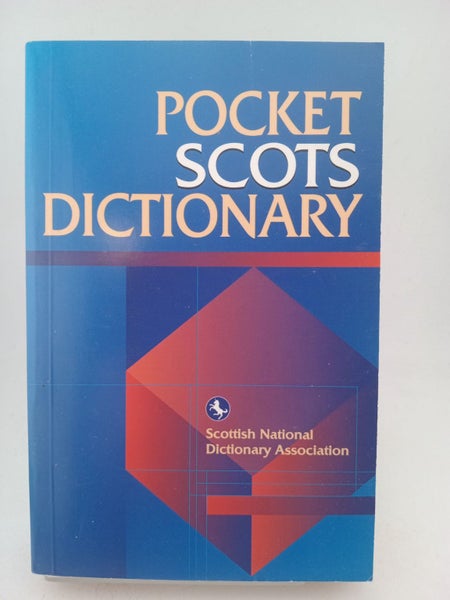 POCKET
SCOTS
DICTIONARY
Scottish National
Dictionary Association